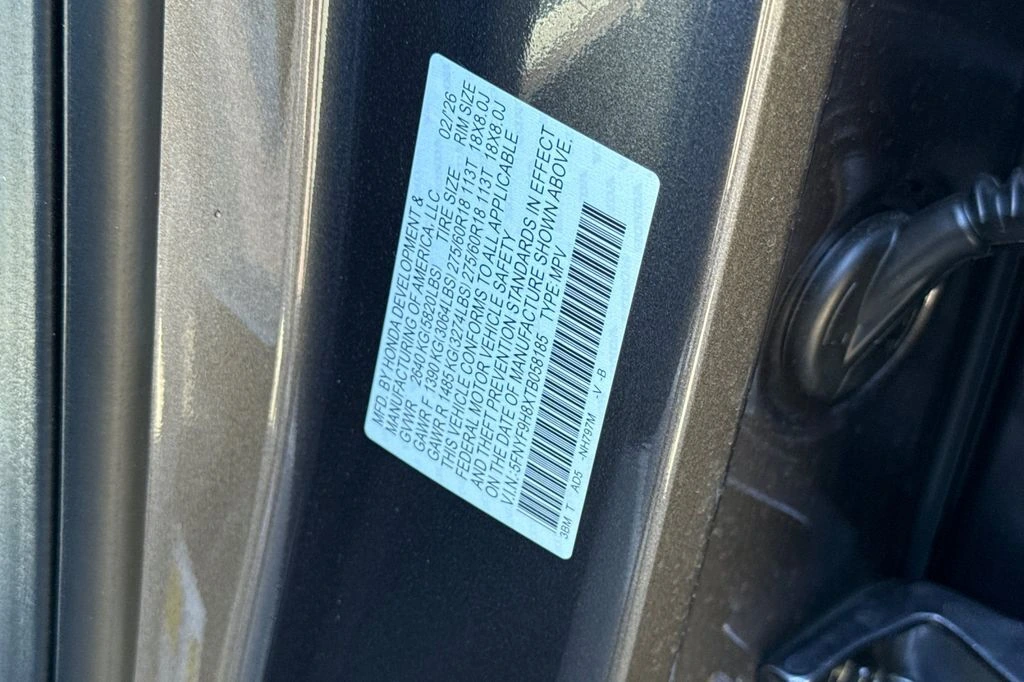 MFD. BY HONDA DEVELOPMENT &
MANUFACTURING OF AMERICA, LLC 02/26
GVWR 2640 KG(5820LBS) TIRE SIZE RIM SIZE
GAWR F 1390 KG(3064LBS) 275/60R18 113T 18X8.0J
GAWR R 1485 KG(3274LBS) 275/60R18 113T 18X8.0J
THIS VEHICLE CONFORMS TO ALL APPLICABLE
FEDERAL MOTOR VEHICLE SAFETY
AND THEFT PREVENTION STANDARDS IN EFFECT
ON THE DATE OF MANUFACTURE SHOWN ABOVE.
V.I.N.:5FNYF9H8XTB058185 TYPE:MPV
3BM T AD5 -NH797M -V -B